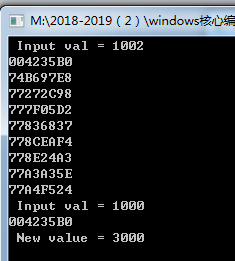 M:\2018-2019（2）\windows核心编
Input val = 1002
004235B0
74B697E8
77272C98
777F05D2
77836837
778CEAF4
778E24A3
77A3A35E
77A4F524
Input val = 1000
004235B0
New value = 3000